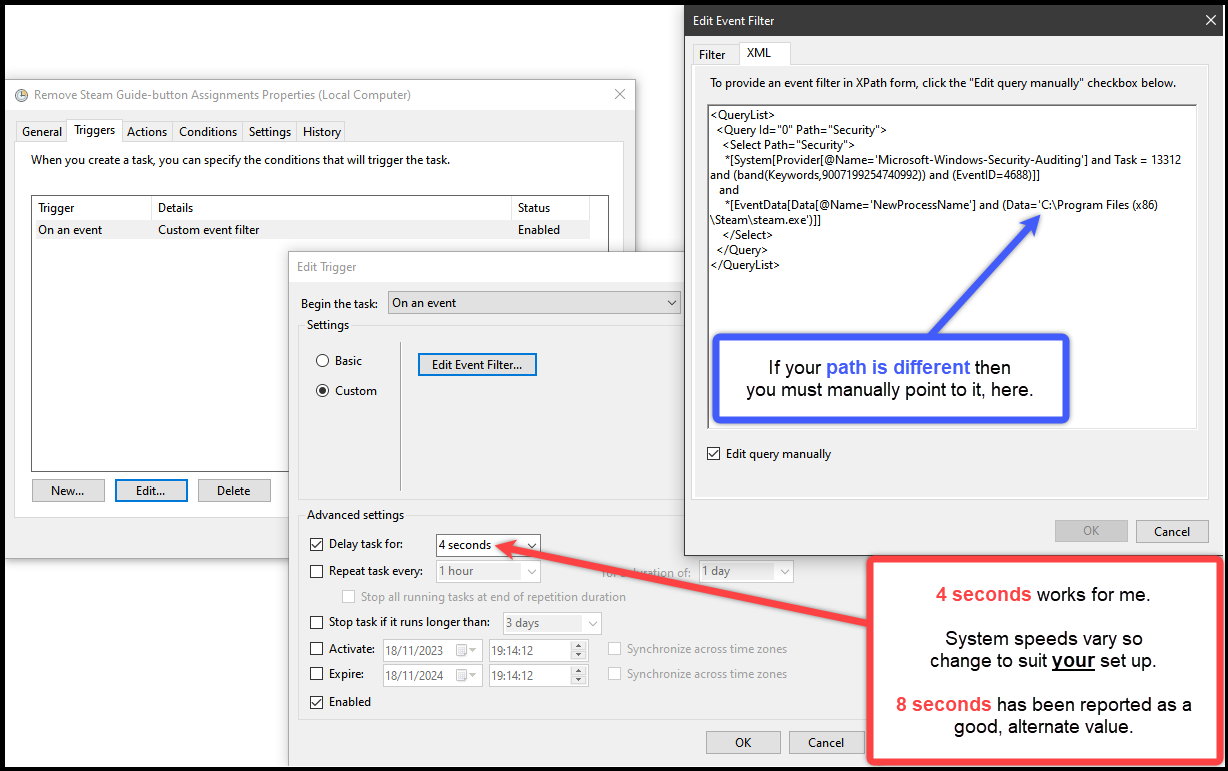 Remove Steam Guide-button Assignments Properties (Local Computer)
General
Triggers
Actions
Conditions
Settings
History
When you create a task, you can specify the conditions that will trigger the task.
Trigger
Details
Status
On an event
Custom event filter
Enabled
New...
Edit...
Delete
Edit Trigger
Begin the task:
On an event
Settings
Basic
Custom
Edit Event Filter...
Advanced settings
Delay task for:
4 seconds
Repeat task every:
1 hour
for a duration of:
1 day
Stop all running tasks at end of repetition duration
Stop task if it runs longer than:
3 days
Activate:
18/11/2023
19:14:12
Synchronize across time zones
Expire:
18/11/2024
19:14:12
Synchronize across time zones
Enabled
OK
Cancel
Edit Event Filter
Filter
XML
To provide an event filter in XPath form, click the "Edit query manually" checkbox below.
<QueryList>
<Query Id="0" Path="Security">
<Select Path="Security">
*[System[Provider[@Name='Microsoft-Windows-Security-Auditing'] and Task = 13312
and (band(Keywords,9007199254740992)) and (EventID=4688)]]
and
*[EventData[Data[@Name='NewProcessName'] and (Data='C:\Program Files (x86)
\Steam\steam.exe')]]
</Select>
</Query>
</QueryList>
If your path is different then
you must manually point to it, here.
Edit query manually
OK
Cancel
4 seconds works for me.
System speeds vary so
change to suit your set up.
8 seconds has been reported as a
good, alternate value.